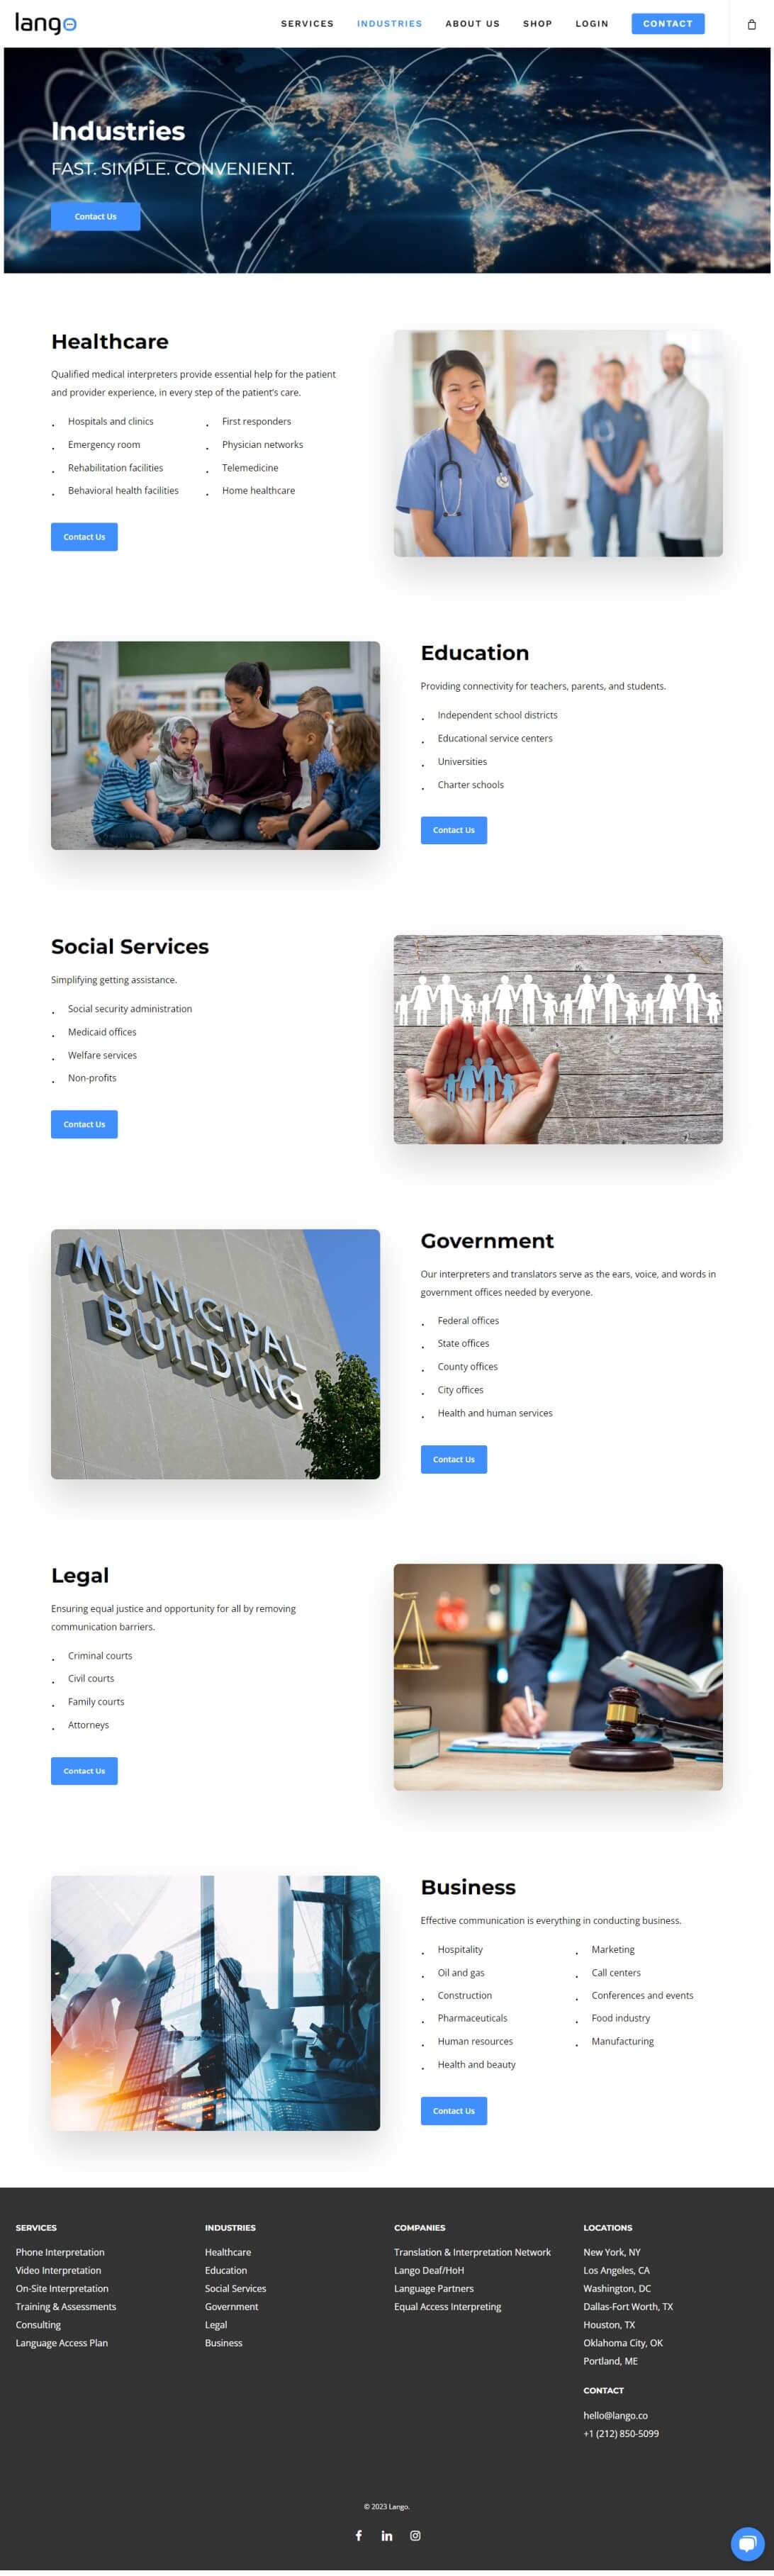 lango
SERVICES
INDUSTRIES
ABOUT US
SHOP
LOGIN
CONTACT
Industries
FAST. SIMPLE. CONVENIENT.
Contact Us
Healthcare
Qualified medical interpreters provide essential help for the patient
and provider experience, in every step of the patient's care.
Hospitals and clinics
Emergency room
Rehabilitation facilities
Behavioral health facilities
First responders
Physician networks
Telemedicine
Home healthcare
Contact Us
Education
Providing connectivity for teachers, parents, and students.
Independent school districts
Educational service centers
Universities
Charter schools
Contact Us
Social Services
Simplifying getting assistance.
Social security administration
Medicaid offices
Welfare services
Non-profits
Contact Us
MUNICIPAL
BUILDING
Government
Our interpreters and translators serve as the ears, voice, and words in
government offices needed by everyone.
Federal offices
State offices
County offices
City offices
Health and human services
Contact Us
Legal
Ensuring equal justice and opportunity for all by removing
communication barriers.
Criminal courts
Civil courts
Family courts
Attorneys
Contact Us
Business
Effective communication is everything in conducting business.
Hospitality
Oil and gas
Construction
Pharmaceuticals
Human resources
Health and beauty
Marketing
Call centers
Conferences and events
Food industry
Manufacturing
Contact Us
SERVICES
Phone Interpretation
Video Interpretation
On-Site Interpretation
Training & Assessments
Consulting
Language Access Plan
INDUSTRIES
Healthcare
Education
Social Services
Government
Legal
Business
COMPANIES
Translation & Interpretation Network
Lango Deaf/HoH
Language Partners
Equal Access Interpreting
LOCATIONS
New York, NY
Los Angeles, CA
Washington, DC
Dallas-Fort Worth, TX
Houston, TX
Oklahoma City, OK
Portland, ME
CONTACT
hello@lango.co
+1 (212) 850-5099
© 2023 Lango.